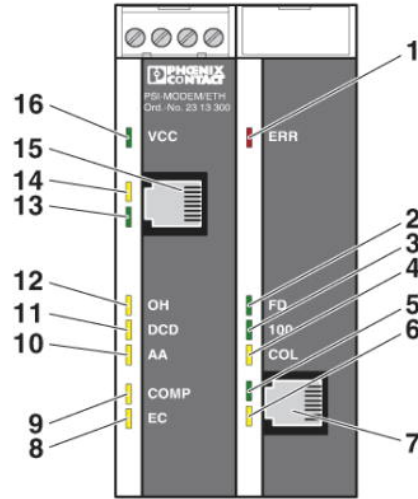 PHŒNIX
CONTACT
PSI-MODEM/ETH
Ord.-No. 23 13 300
1
16
VCC
ERR
15
14
13
2
3
12
OH
FD
4
11
DCD
100
5
10
AA
COL
6
9
COMP
8
EC
7